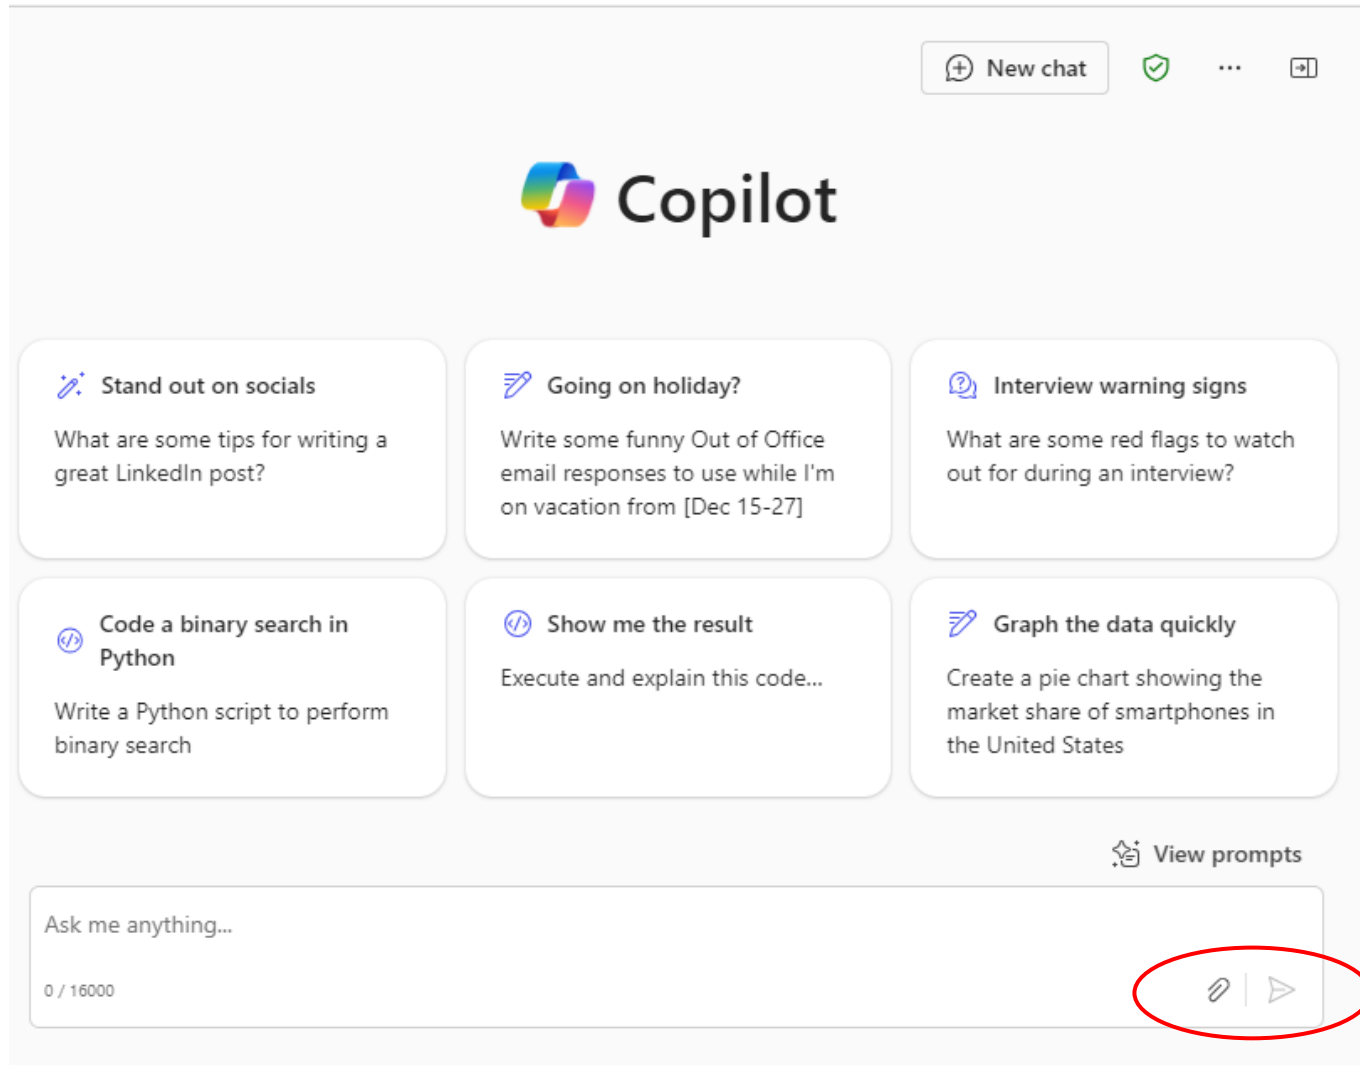 New chat
Copilot
Stand out on socials
What are some tips for writing a
great LinkedIn post?
Going on holiday?
Write some funny Out of Office
email responses to use while I'm
on vacation from [Dec 15-27]
Interview warning signs
What are some red flags to watch
out for during an interview?
Code a binary search in
Python
Write a Python script to perform
binary search
Show me the result
Execute and explain this code...
Graph the data quickly
Create a pie chart showing the
market share of smartphones in
the United States
View prompts
Ask me anything...
0 / 16000